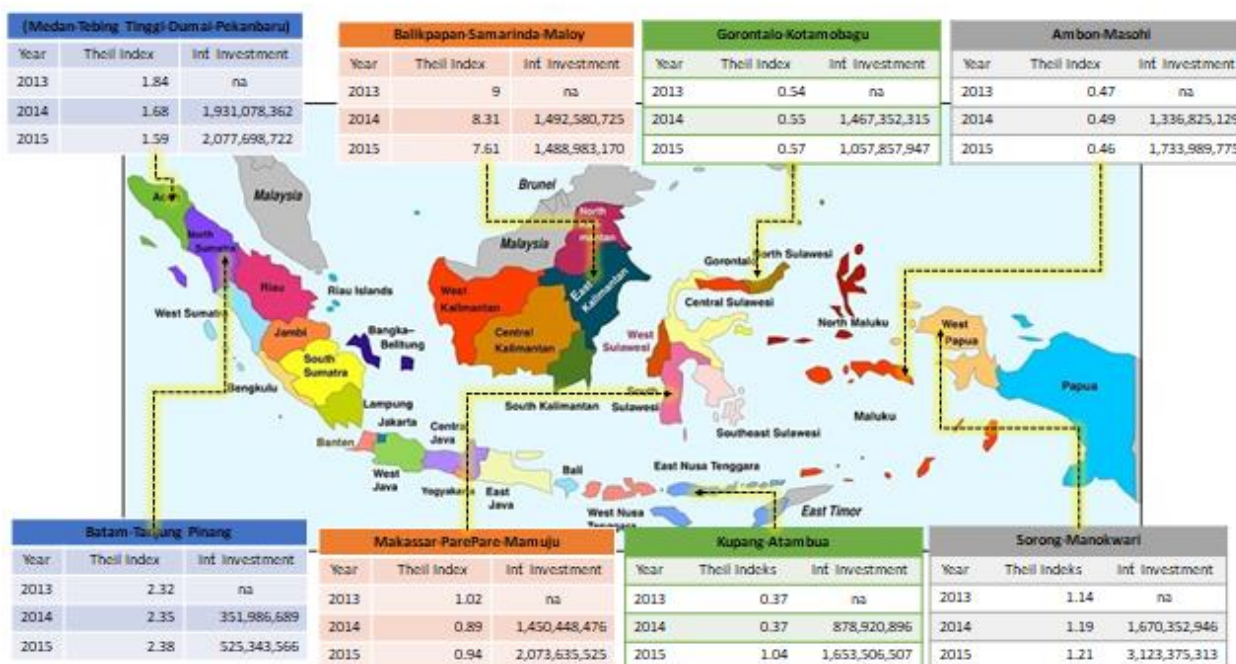 (Medan-Tebing Tinggi-Dumai-Pekanbaru)
Year Theil Index Inf. Investment
2013 1.84 na
2014 1.68 1,931,078,362
2015 1.59 2,077,698,722
Balikpapan-Samarinda-Maloy
Year Theil Index Inf. Investment
2013 9 na
2014 8.31 1,492,580,725
2015 7.61 1,488,983,170
Gorontalo-Kotamobagu
Year Theil Index Inf. Investment
2013 0.54 na
2014 0.55 1,467,352,315
2015 0.57 1,057,857,947
Ambon-Masohi
Year Theil Index Inf. Investment
2013 0.47 na
2014 0.49 1,336,825,129
2015 0.46 1,733,989,775
Aceh
Malaysia
North
Sumatra
Riau
Riau Islands
West Sumatra
Jambi
Bangka-
Belitung
South
Sumatra
Bengkulu
Lampung
Jakarta
Banten
West
Java
Central
Java
Yogyakarta
East
Java
Bali
West Nusa
Tenggara
East Nusa Tenggara
East Timor
Brunei
Malaysia
North
West
Kalimantan
Central
Kalimantan
East
Kalimantan
South Kalimantan
Gorontalo
North Sulawesi
Central Sulawesi
West
Sulawesi
South
Sulawesi
Southeast Sulawesi
North Maluku
Maluku
West
Papua
Papua
Batam-Tanjung Pinang
Year Theil Index Inf. Investment
2013 2.32 na
2014 2.35 351,986,689
2015 2.38 525,343,566
Makassar-ParePare-Mamuju
Year Theil Index Inf. Investment
2013 1.02 na
2014 0.89 1,450,448,476
2015 0.94 2,073,635,525
Kupang-Atambua
Year Theil Indeks Inf. Investment
2013 0.37 na
2014 0.37 878,920,896
2015 1.04 1,653,506,507
Sorong-Manokwari
Year Theil Indeks Inf. Investment
2013 1.14 na
2014 1.19 1,670,352,946
2015 1.21 3,123,375,313